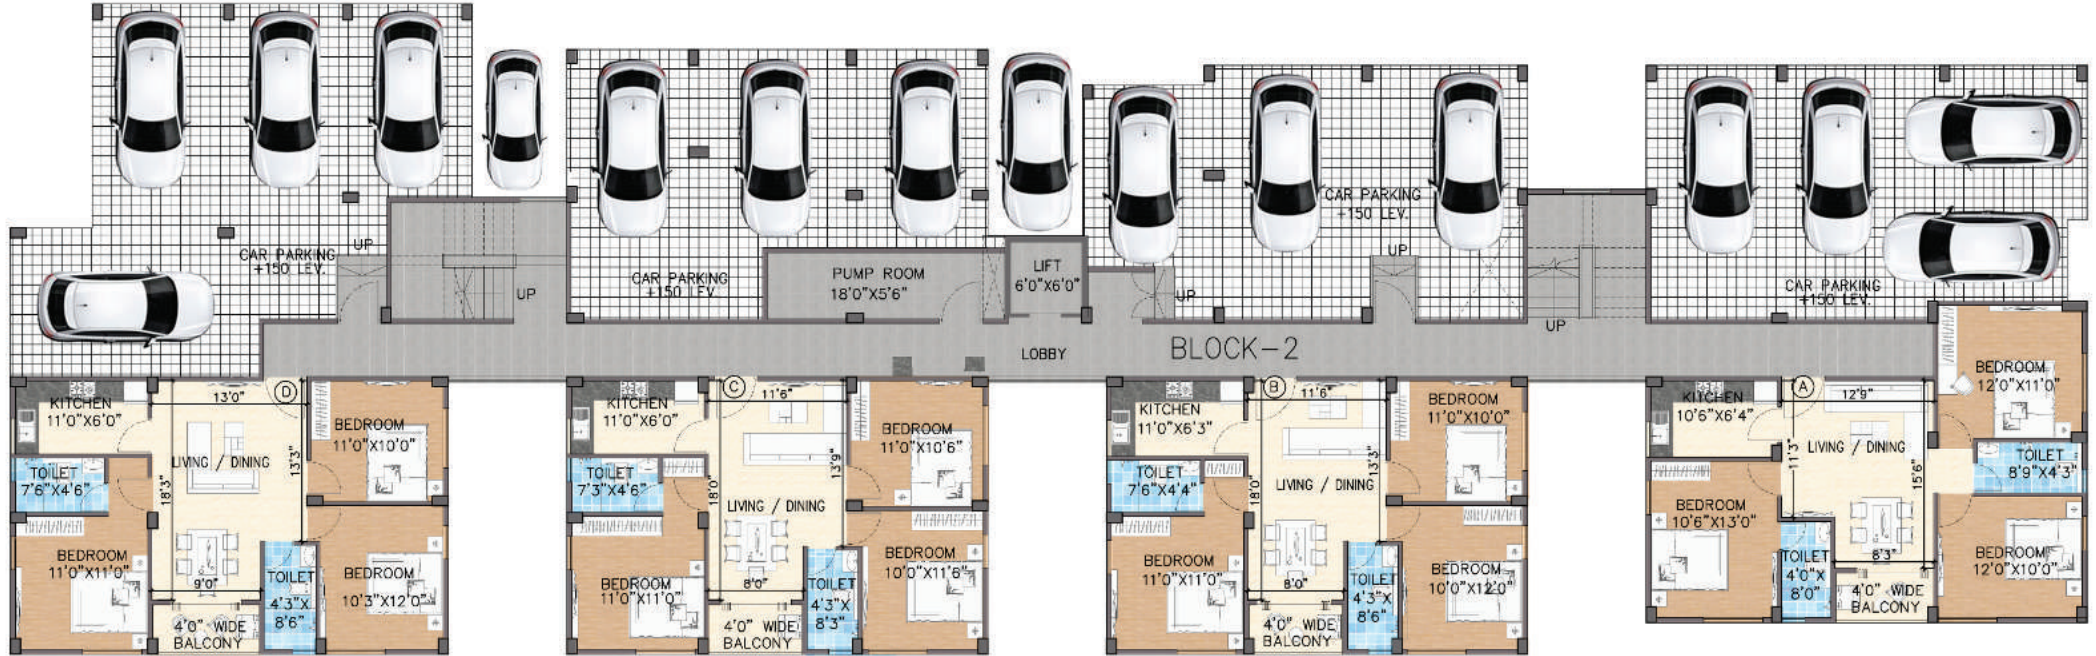 CAR PARKING
+150 LEV.
UP
UP
CAR PARKING
+150 LEV.
PUMP ROOM
18'0"X5'6"
LIFT
6'0"X6'0"
UP
CAR PARKING
+150 LEV.
UP
UP
CAR PARKING
+150 LEV.
LOBBY
BLOCK-2
D
KITCHEN
11'0"X6'0"
13'0"
BEDROOM
11'0"X10'0"
LIVING / DINING
13'3"
18'3"
TOILET
7'6"X4'6"
BEDROOM
11'0"X11'0"
9'0"
TOILET
4'3"X
8'6"
BEDROOM
10'3"X12'0"
4'0" WIDE
BALCONY
C
KITCHEN
11'0"X6'0"
11'6"
BEDROOM
11'0"X10'6"
13'9"
18'0"
TOILET
7'3"X4'6"
LIVING / DINING
BEDROOM
11'0"X11'0"
8'0"
TOILET
4'3"X
8'3"
BEDROOM
10'0"X11'6"
4'0" WIDE
BALCONY
B
KITCHEN
11'0"X6'3"
11'6"
BEDROOM
11'0"X10'0"
13'3"
18'0"
TOILET
7'6"X4'4"
LIVING / DINING
BEDROOM
11'0"X11'0"
8'0"
TOILET
4'3"X
8'6"
BEDROOM
10'0"X12'0"
4'0" WIDE
BALCONY
A
KITCHEN
10'6"X6'4"
12'9"
BEDROOM
12'0"X11'0"
LIVING / DINING
11'3"
15'6"
TOILET
8'9"X4'3"
BEDROOM
10'6"X13'0"
8'3"
TOILET
4'0"X
8'0"
BEDROOM
12'0"X10'0"
4'0" WIDE
BALCONY